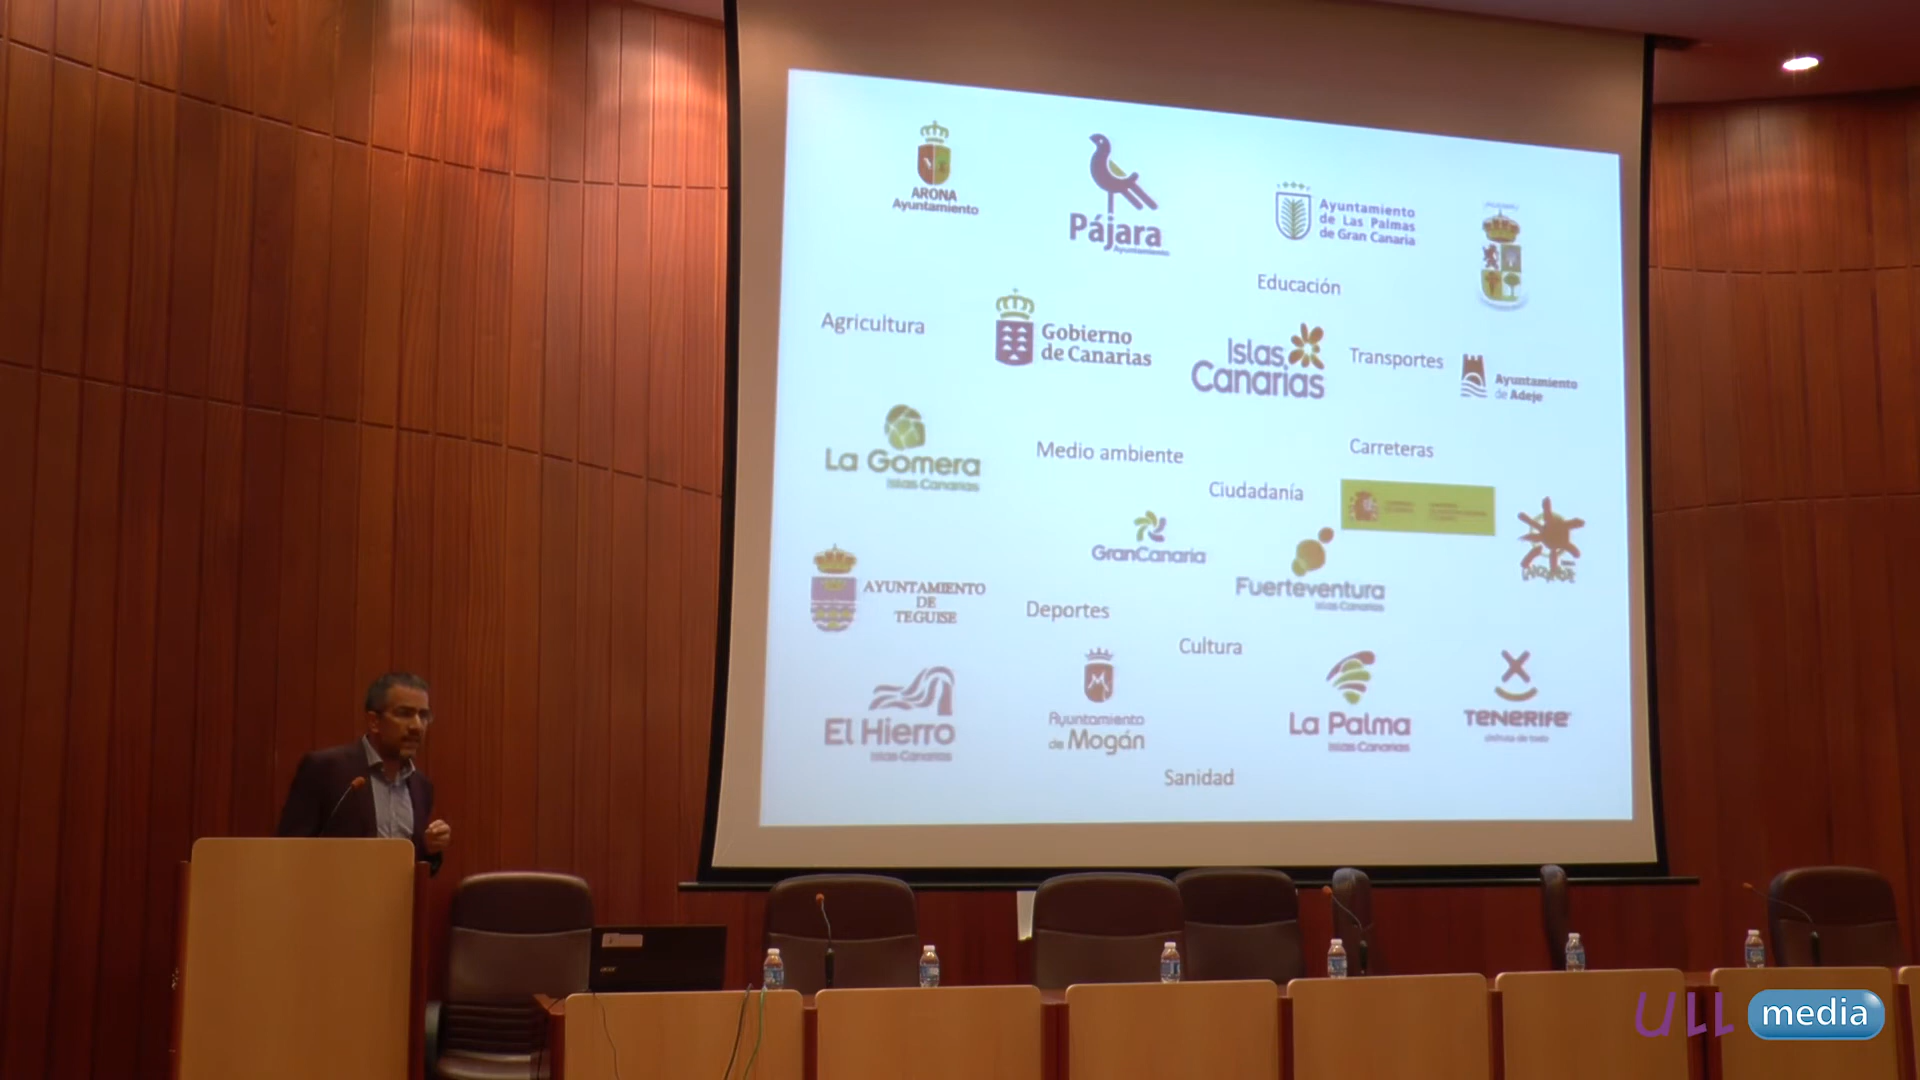 ARONA
Ayuntamiento
Pájara
Ayuntamiento
Ayuntamiento
de Las Palmas
de Gran Canaria
Educación
Agricultura
Gobierno
de Canarias
Islas
Canarias
Transportes
Ayuntamiento
de Adeje
La Gomera
Islas Canarias
Medio ambiente
Carreteras
Ciudadanía
GranCanaria
Fuerteventura
Islas Canarias
AYUNTAMIENTO
DE
TEGUISE
Deportes
Cultura
El Hierro
Islas Canarias
Ayuntamiento
de Mogán
La Palma
Islas Canarias
TENERIFE
Sanidad
acer
ULL media